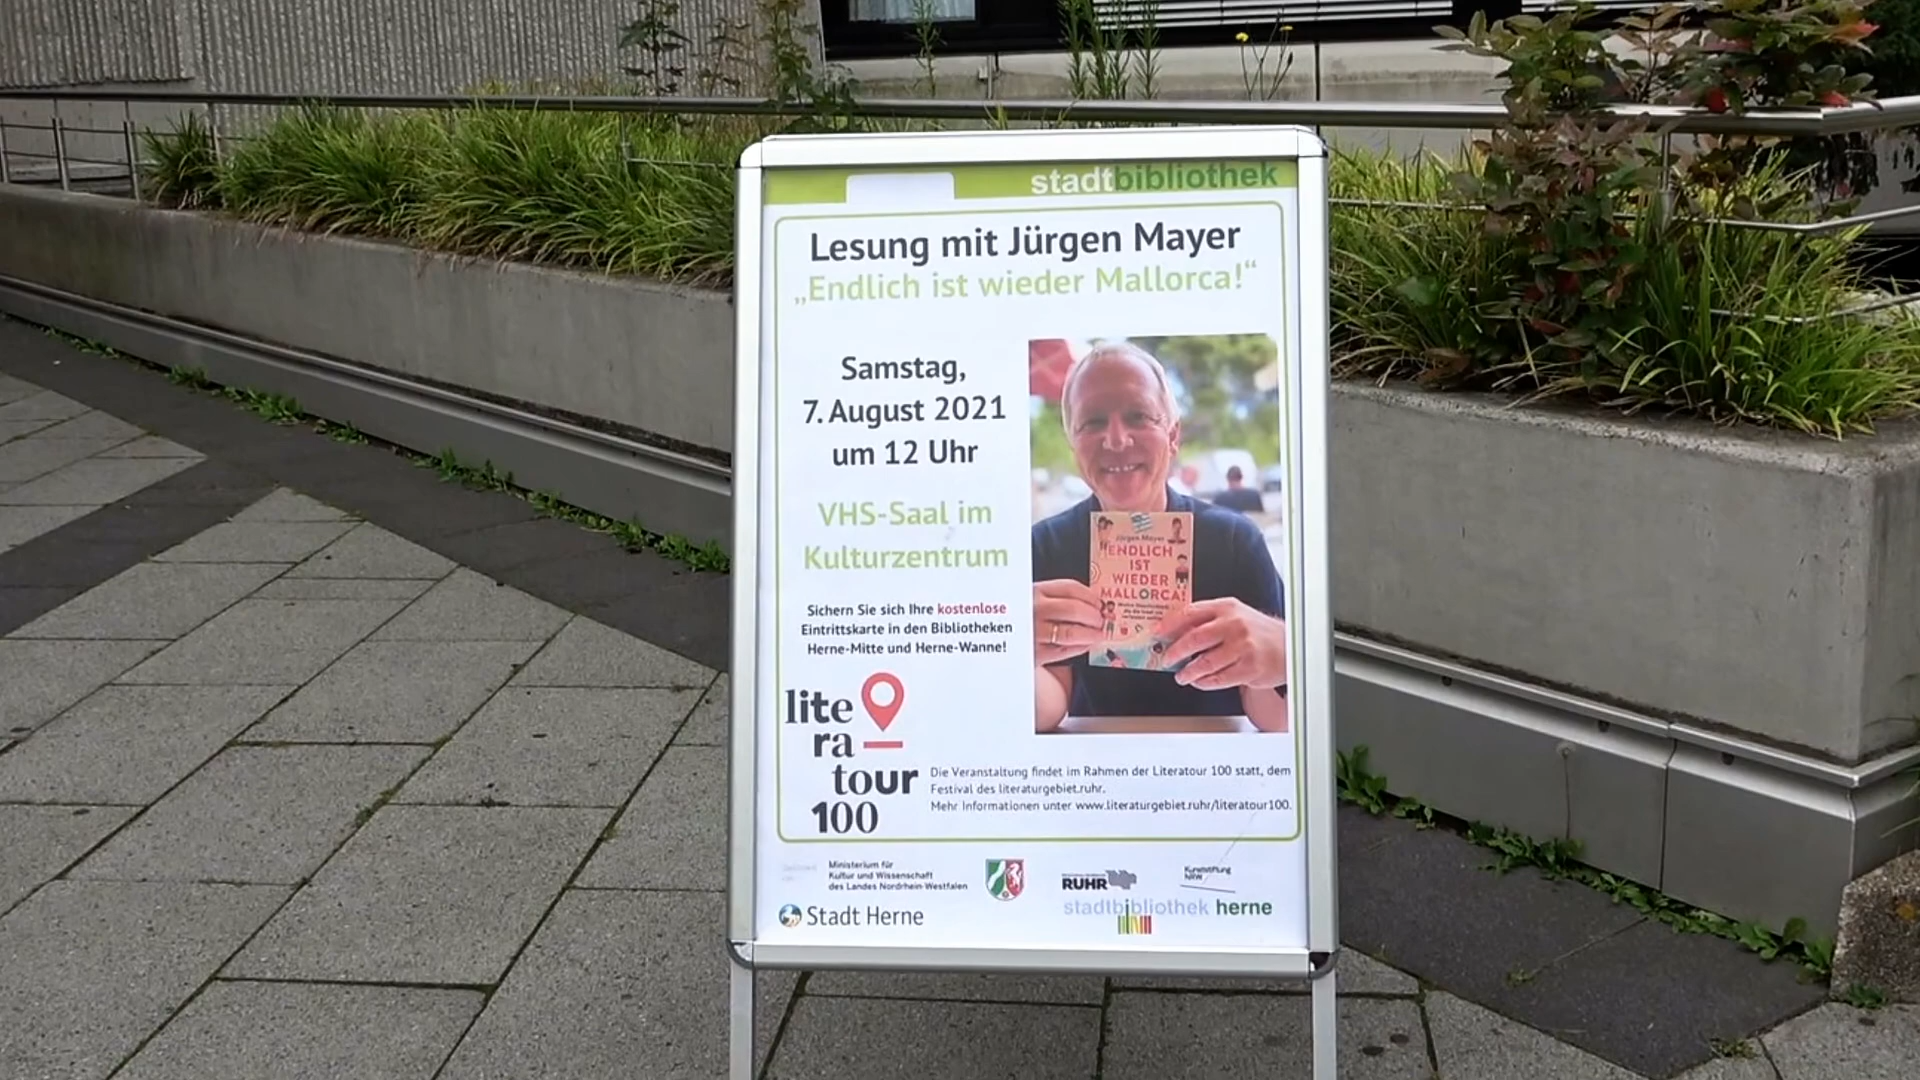 stadtbibliothek
Lesung mit Jürgen Mayer
„Endlich ist wieder Mallorca!“
Samstag,
7. August 2021
um 12 Uhr
VHS-Saal im
Kulturzentrum
Sichern Sie sich Ihre kostenlose
Eintrittskarte in den Bibliotheken
Herne-Mitte und Herne-Wanne!
Jürgen Mayer
ENDLICH
IST
WIEDER
MALLORCA!
lite
ra
tour
100
Die Veranstaltung findet im Rahmen der Literatour 100 statt, dem
Festival des literaturgebiet.ruhr.
Mehr Informationen unter www.literaturgebiet.ruhr/literatour100.
Ministerium für
Kultur und Wissenschaft
des Landes Nordrhein-Westfalen
RUHR
Kunststiftung
NRW
Stadt Herne
stadtbibliothek herne